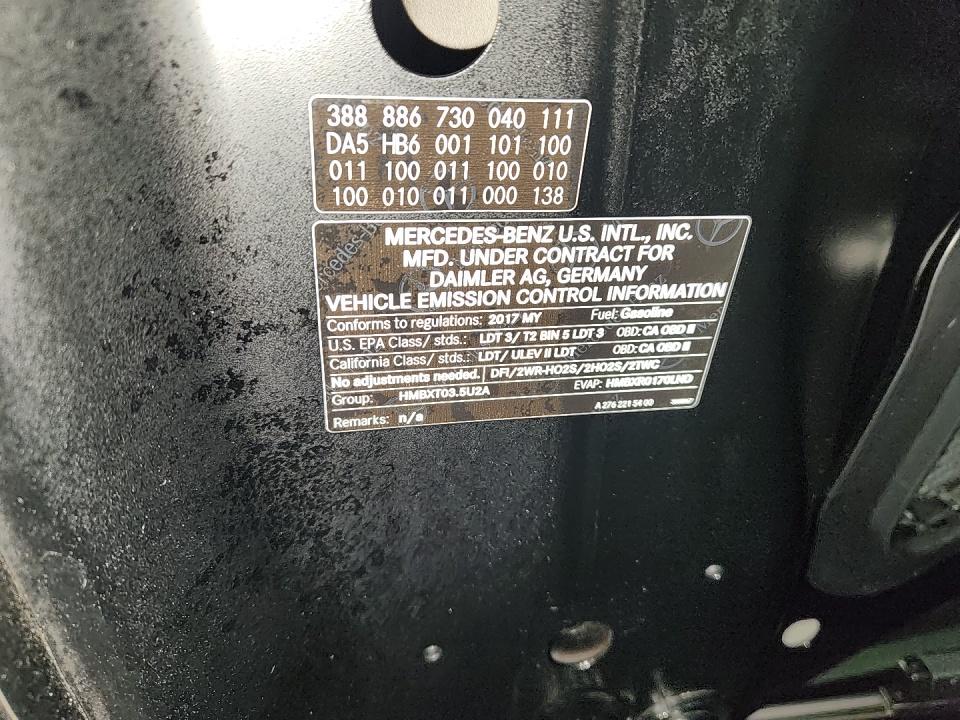 388 886 730 040 111
DA5 HB6 001 101 100
011 100 011 100 010
100 010 011 000 138
MERCEDES-BENZ U.S. INTL., INC.
MFD. UNDER CONTRACT FOR
DAIMLER AG, GERMANY
VEHICLE EMISSION CONTROL INFORMATION
Conforms to regulations: 2017 MY Fuel: Gasoline
U.S. EPA Class/ stds.: LDT 3/ T2 BIN 5 LDT 3 OBD: CA OBD II
California Class/ stds.: LDT/ ULEV II LDT OBD: CA OBD II
No adjustments needed. DFI/2WR-HO2S/2HO2S/2TWC
Group: HMBXT03.5U2A EVAP: HMBXR0170LND
Remarks: n/a A 276 221 54 00